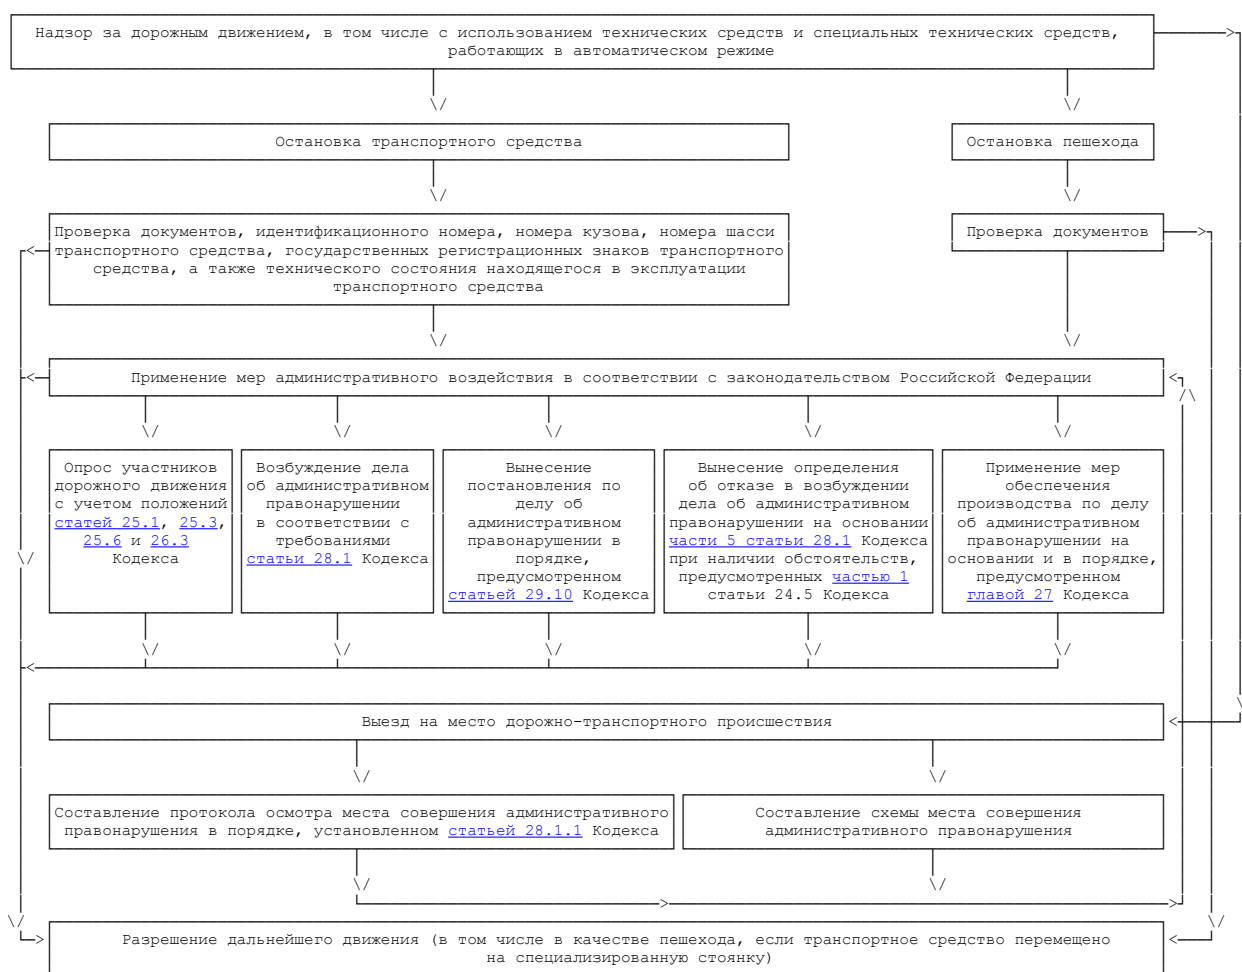 Надзор за дорожным движением, в том числе с использованием технических средств и специальных технических средств,
работающих в автоматическом режиме
Остановка транспортного средства
Остановка пешехода
Проверка документов, идентификационного номера, номера кузова, номера шасси
транспортного средства, государственных регистрационных знаков транспортного
средства, а также технического состояния находящегося в эксплуатации
транспортного средства
Проверка документов
Применение мер административного воздействия в соответствии с законодательством Российской Федерации
Опрос участников
дорожного движения
с учетом положений
статей 25.1, 25.3,
25.6 и 26.3
Кодекса
Возбуждение дела
об административном
правонарушении
в соответствии с
требованиями
статьи 28.1 Кодекса
Вынесение
постановления по
делу об
административном
правонарушении в
порядке,
предусмотренном
статьей 29.10 Кодекса
Вынесение определения
об отказе в возбуждении
дела об административном
правонарушении на основании
части 5 статьи 28.1 Кодекса
при наличии обстоятельств,
предусмотренных частью 1
статьи 24.5 Кодекса
Применение мер
обеспечения
производства по делу
об административном
правонарушении на
основании и в порядке,
предусмотренном
главой 27 Кодекса
Выезд на место дорожно-транспортного происшествия
Составление протокола осмотра места совершения административного
правонарушения в порядке, установленном статьей 28.1.1 Кодекса
Составление схемы места совершения
административного правонарушения
Разрешение дальнейшего движения (в том числе в качестве пешехода, если транспортное средство перемещено
на специализированную стоянку)